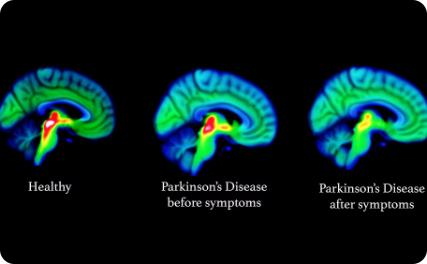 Healthy
Parkinson's Disease
before symptoms
Parkinson's Disease
after symptoms